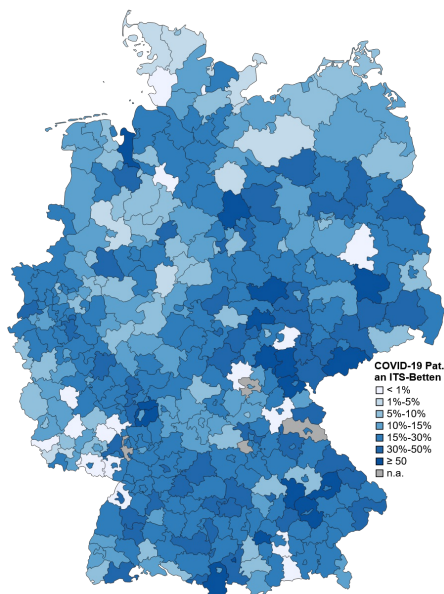 COVID-19 Pat.
an ITS-Betten
< 1%
1%-5%
5%-10%
10%-15%
15%-30%
30%-50%
≥ 50
n.a.